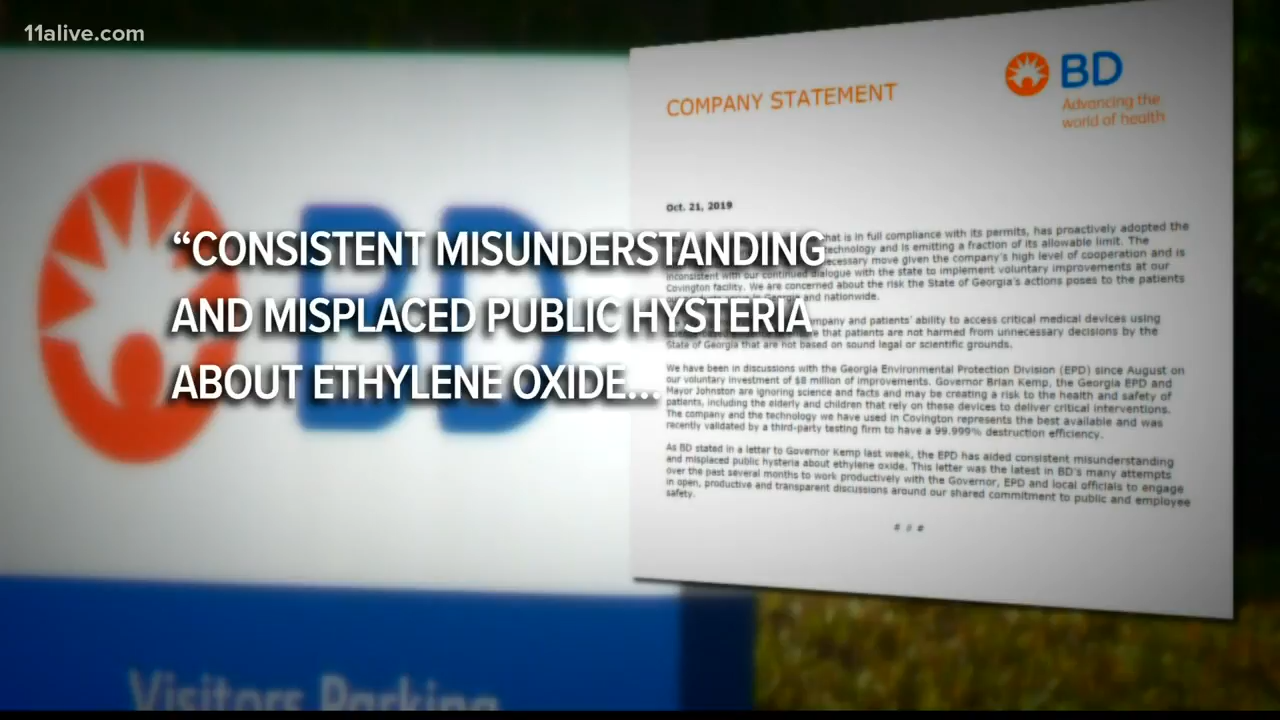 11alive.com
BD
Visitors Parking
COMPANY STATEMENT
BD
Advancing the
world of health
Oct. 21, 2019
that is in full compliance with its permits, has proactively adopted the
technology and is emitting a fraction of its allowable limit. The
necessary move given the company's high level of cooperation and is
inconsistent with our continued dialogue with the state to implement voluntary improvements at our
Covington facility. We are concerned about the risk the State of Georgia's actions poses to the patients
and nationwide.
company and patients' ability to access critical medical devices using
that patients are not harmed from unnecessary decisions by the
State of Georgia that are not based on sound legal or scientific grounds.
We have been in discussions with the Georgia Environmental Protection Division (EPD) since August on
our voluntary investment of $8 million of improvements. Governor Brian Kemp, the Georgia EPD and
Mayor Johnston are ignoring science and facts and may be creating a risk to the health and safety of
patients, including the elderly and children that rely on these devices to deliver critical interventions.
The company and the technology we have used in Covington represents the best available and was
recently validated by a third-party testing firm to have a 99.999% destruction efficiency.
As BD stated in a letter to Governor Kemp last week, the EPD has aided consistent misunderstanding
and misplaced public hysteria about ethylene oxide. This letter was the latest in BD's many attempts
over the past several months to work productively with the Governor, EPD and local officials to engage
in open, productive and transparent discussions around our shared commitment to public and employee
safety.
# # #
“CONSISTENT MISUNDERSTANDING
AND MISPLACED PUBLIC HYSTERIA
ABOUT ETHYLENE OXIDE...